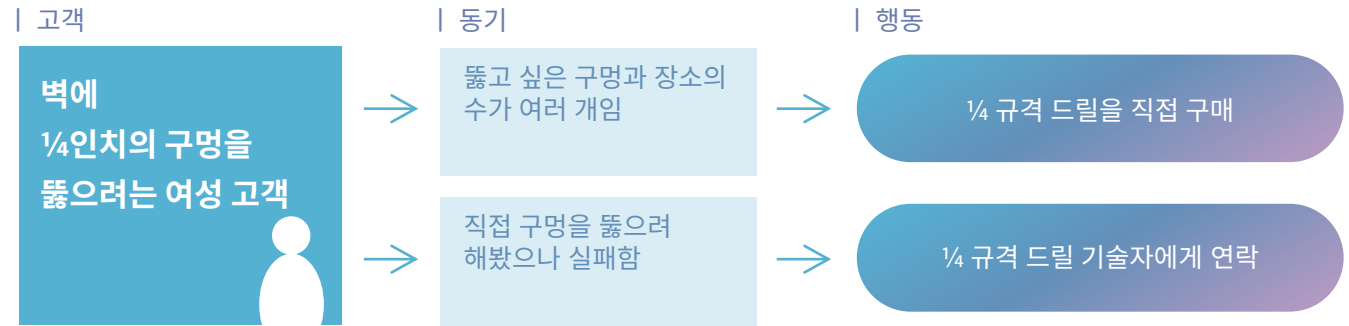 | 고객
| 동기
| 행동
벽에
¼인치의 구멍을
뚫으려는 여성 고객
뚫고 싶은 구멍과 장소의
수가 여러 개임
¼ 규격 드릴을 직접 구매
직접 구멍을 뚫으려
해봤으나 실패함
¼ 규격 드릴 기술자에게 연락